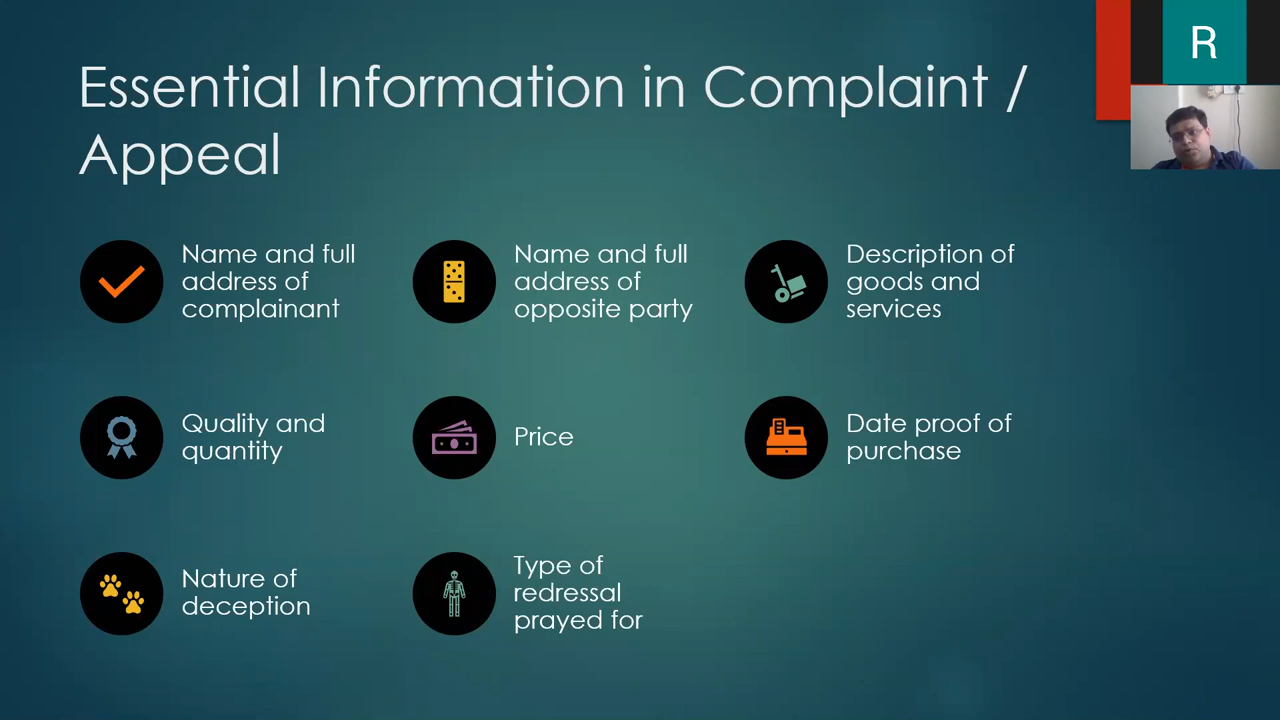 Essential Information in Complaint /
Appeal
R
Name and full
address of
complainant
Name and full
address of
opposite party
Description of
goods and
services
Quality and
quantity
Price
Date proof of
purchase
Nature of
deception
Type of
redressal
prayed for